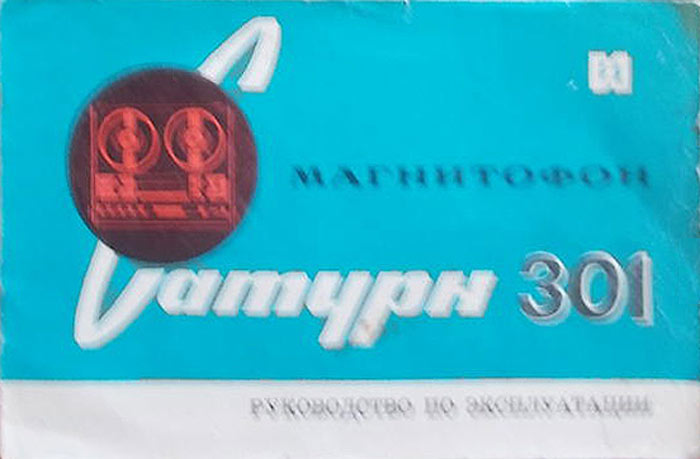 МАГНИТОФОН
Сатурн 301
РУКОВОДСТВО ПО ЭКСПЛУАТАЦИИ